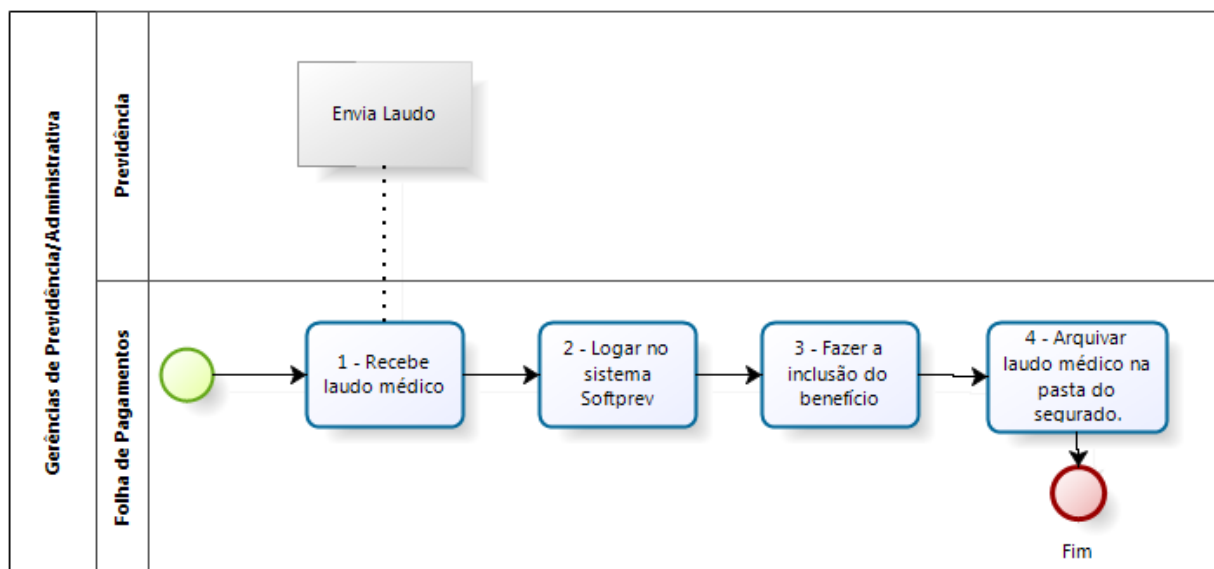 Gerências de Previdência/Administrativa
Previdência
Envia Laudo
Folha de Pagamentos
1 - Recebe
laudo médico
2 - Logar no
sistema
Softprev
3 - Fazer a
inclusão do
benefício
4 - Arquivar
laudo médico na
pasta do
segurado.
Fim